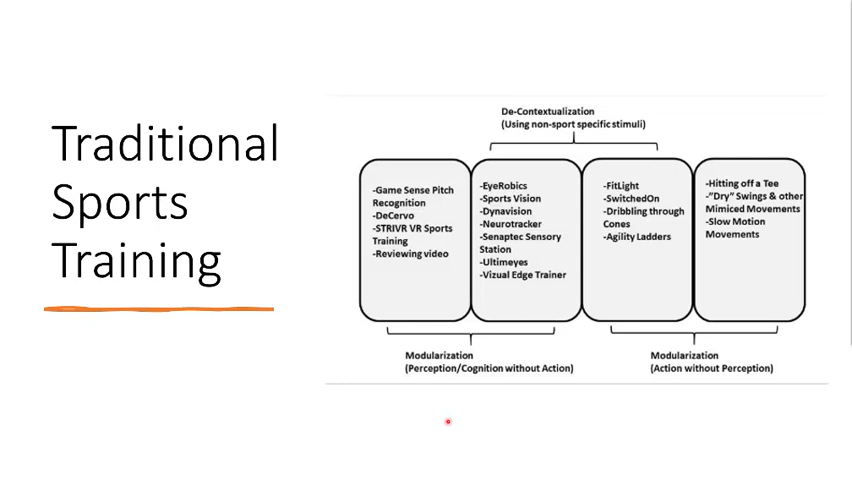 Traditional
Sports
Training
De-Contextualization
(Using non-sport specific stimuli)
-Game Sense Pitch
Recognition
-DeCervo
-STRIVR VR Sports
Training
-Reviewing video
-EyeRobics
-Sports Vision
-Dynavision
-Neurotracker
-Senaptec Sensory
Station
-Ultimeyes
-Vizual Edge Trainer
-FitLight
-SwitchedOn
-Dribbling through
Cones
-Agility Ladders
-Hitting off a Tee
-"Dry" Swings & other
Mimiced Movements
-Slow Motion
Movements
Modularization
(Perception/Cognition without Action)
Modularization
(Action without Perception)